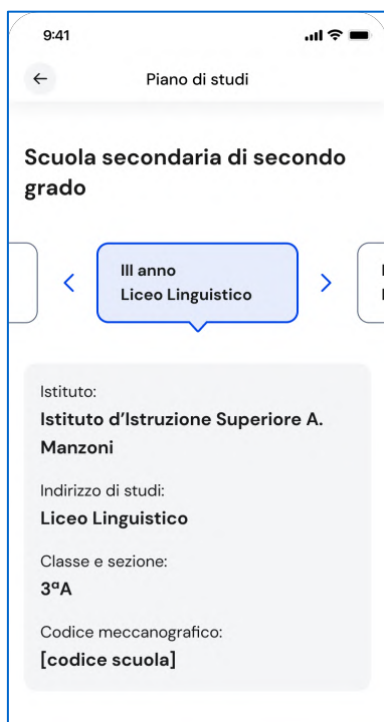 9:41
Piano di studi
Scuola secondaria di secondo
grado
III anno
Liceo Linguistico
Istituto:
Istituto d'Istruzione Superiore A.
Manzoni
Indirizzo di studi:
Liceo Linguistico
Classe e sezione:
3ªA
Codice meccanografico:
[codice scuola]